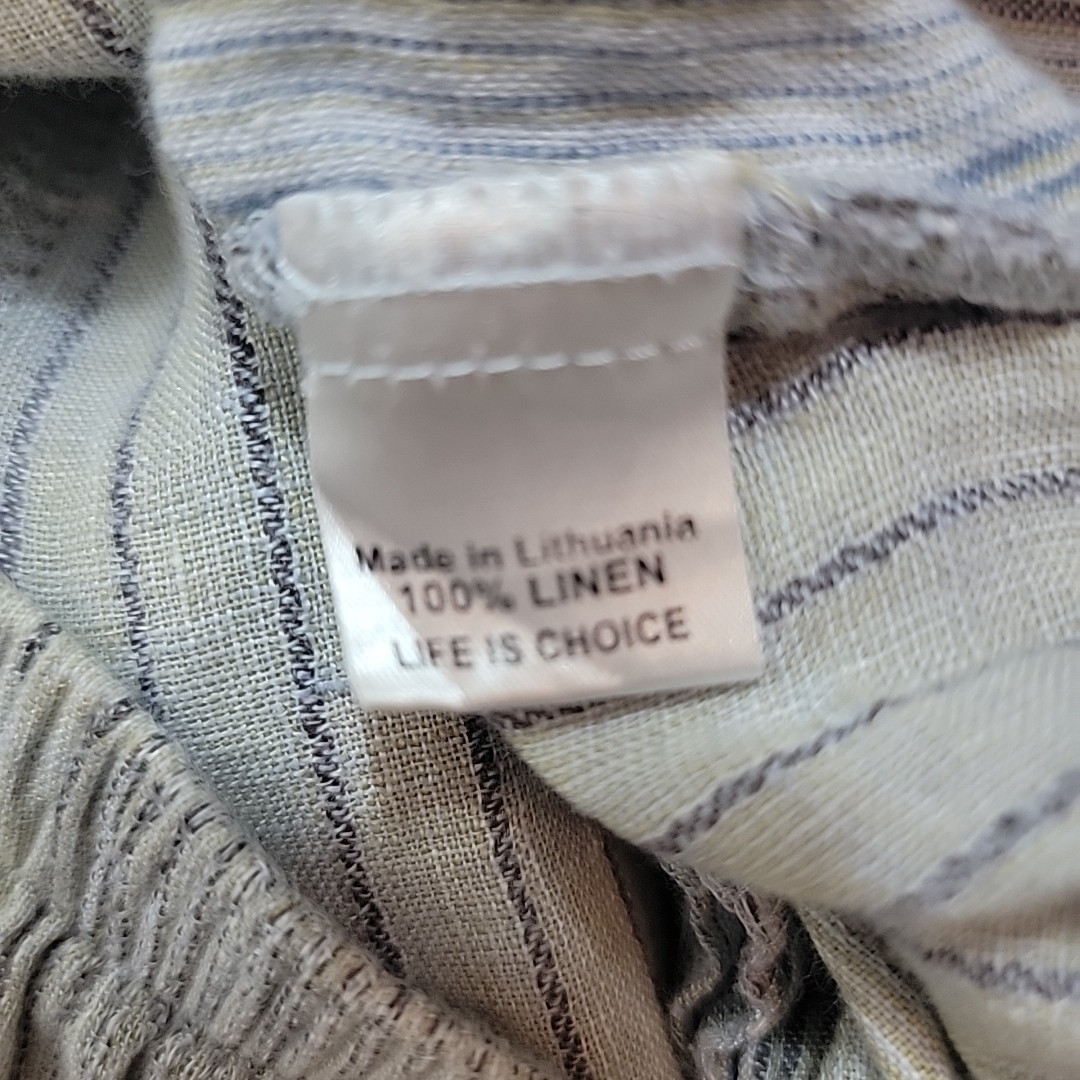 Made in Lithuania
100% LINEN
LIFE IS CHOICE